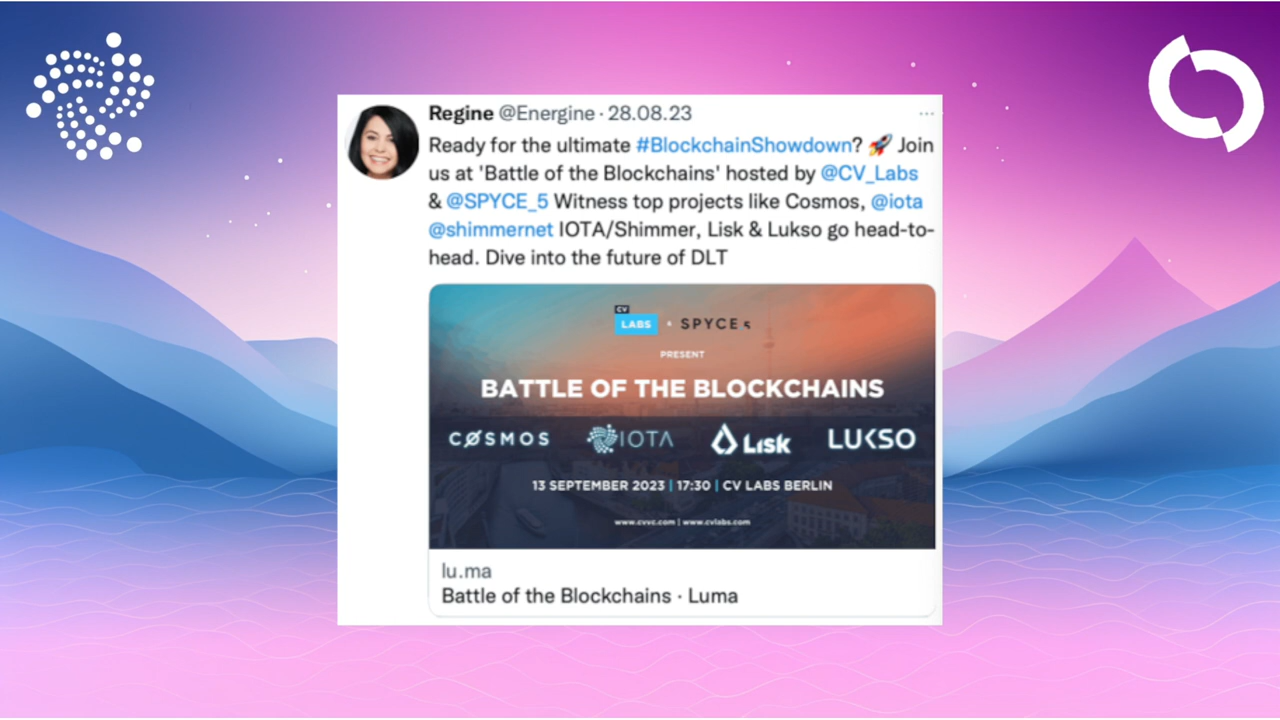 Regine @Energine · 28.08.23
Ready for the ultimate #BlockchainShowdown? 🚀 Join
us at 'Battle of the Blockchains' hosted by @CV_Labs
& @SPYCE_5 Witness top projects like Cosmos, @iota
@shimmernet IOTA/Shimmer, Lisk & Lukso go head-to-
head. Dive into the future of DLT
CV
LABS & SPYCE 5
PRESENT
BATTLE OF THE BLOCKCHAINS
CØSMOS IOTA Lisk LUKSO
13 SEPTEMBER 2023 | 17:30 | CV LABS BERLIN
www.cvvc.com | www.cvlabs.com
lu.ma
Battle of the Blockchains · Luma